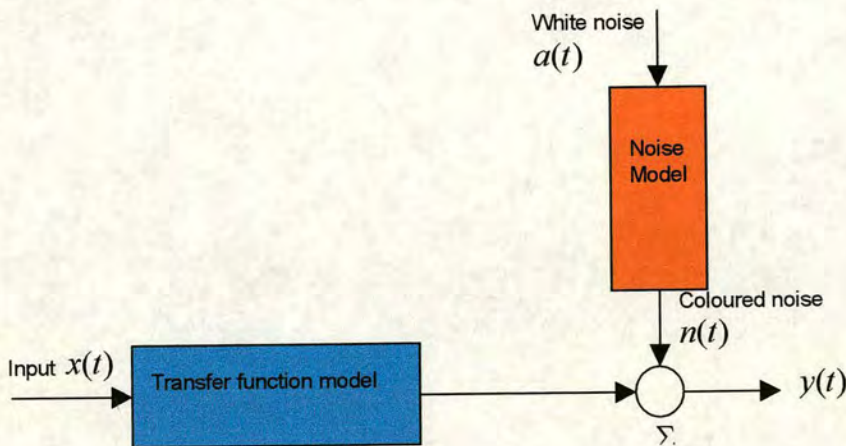 White noise
a(t)
Noise
Model
Coloured noise
n(t)
Input x(t)
Transfer function model
y(t)
Σ